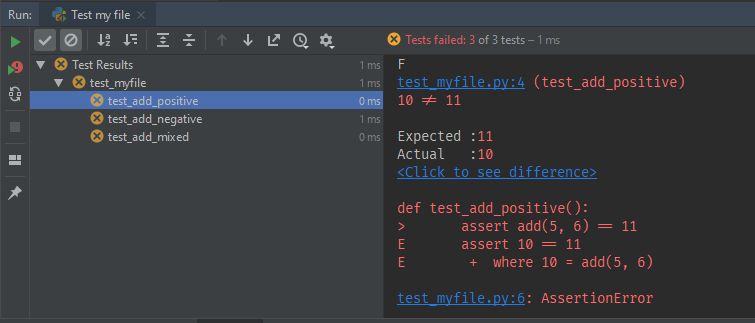 Run: Test my file ×
Tests failed: 3 of 3 tests – 1 ms
Test Results 1 ms
test_myfile 1 ms
test_add_positive 0 ms
test_add_negative 1 ms
test_add_mixed 0 ms
F
test_myfile.py:4 (test_add_positive)
10 ≠ 11
Expected :11
Actual   :10
<Click to see difference>
def test_add_positive():
>       assert add(5, 6) == 11
E       assert 10 == 11
E        +  where 10 = add(5, 6)
test_myfile.py:6: AssertionError